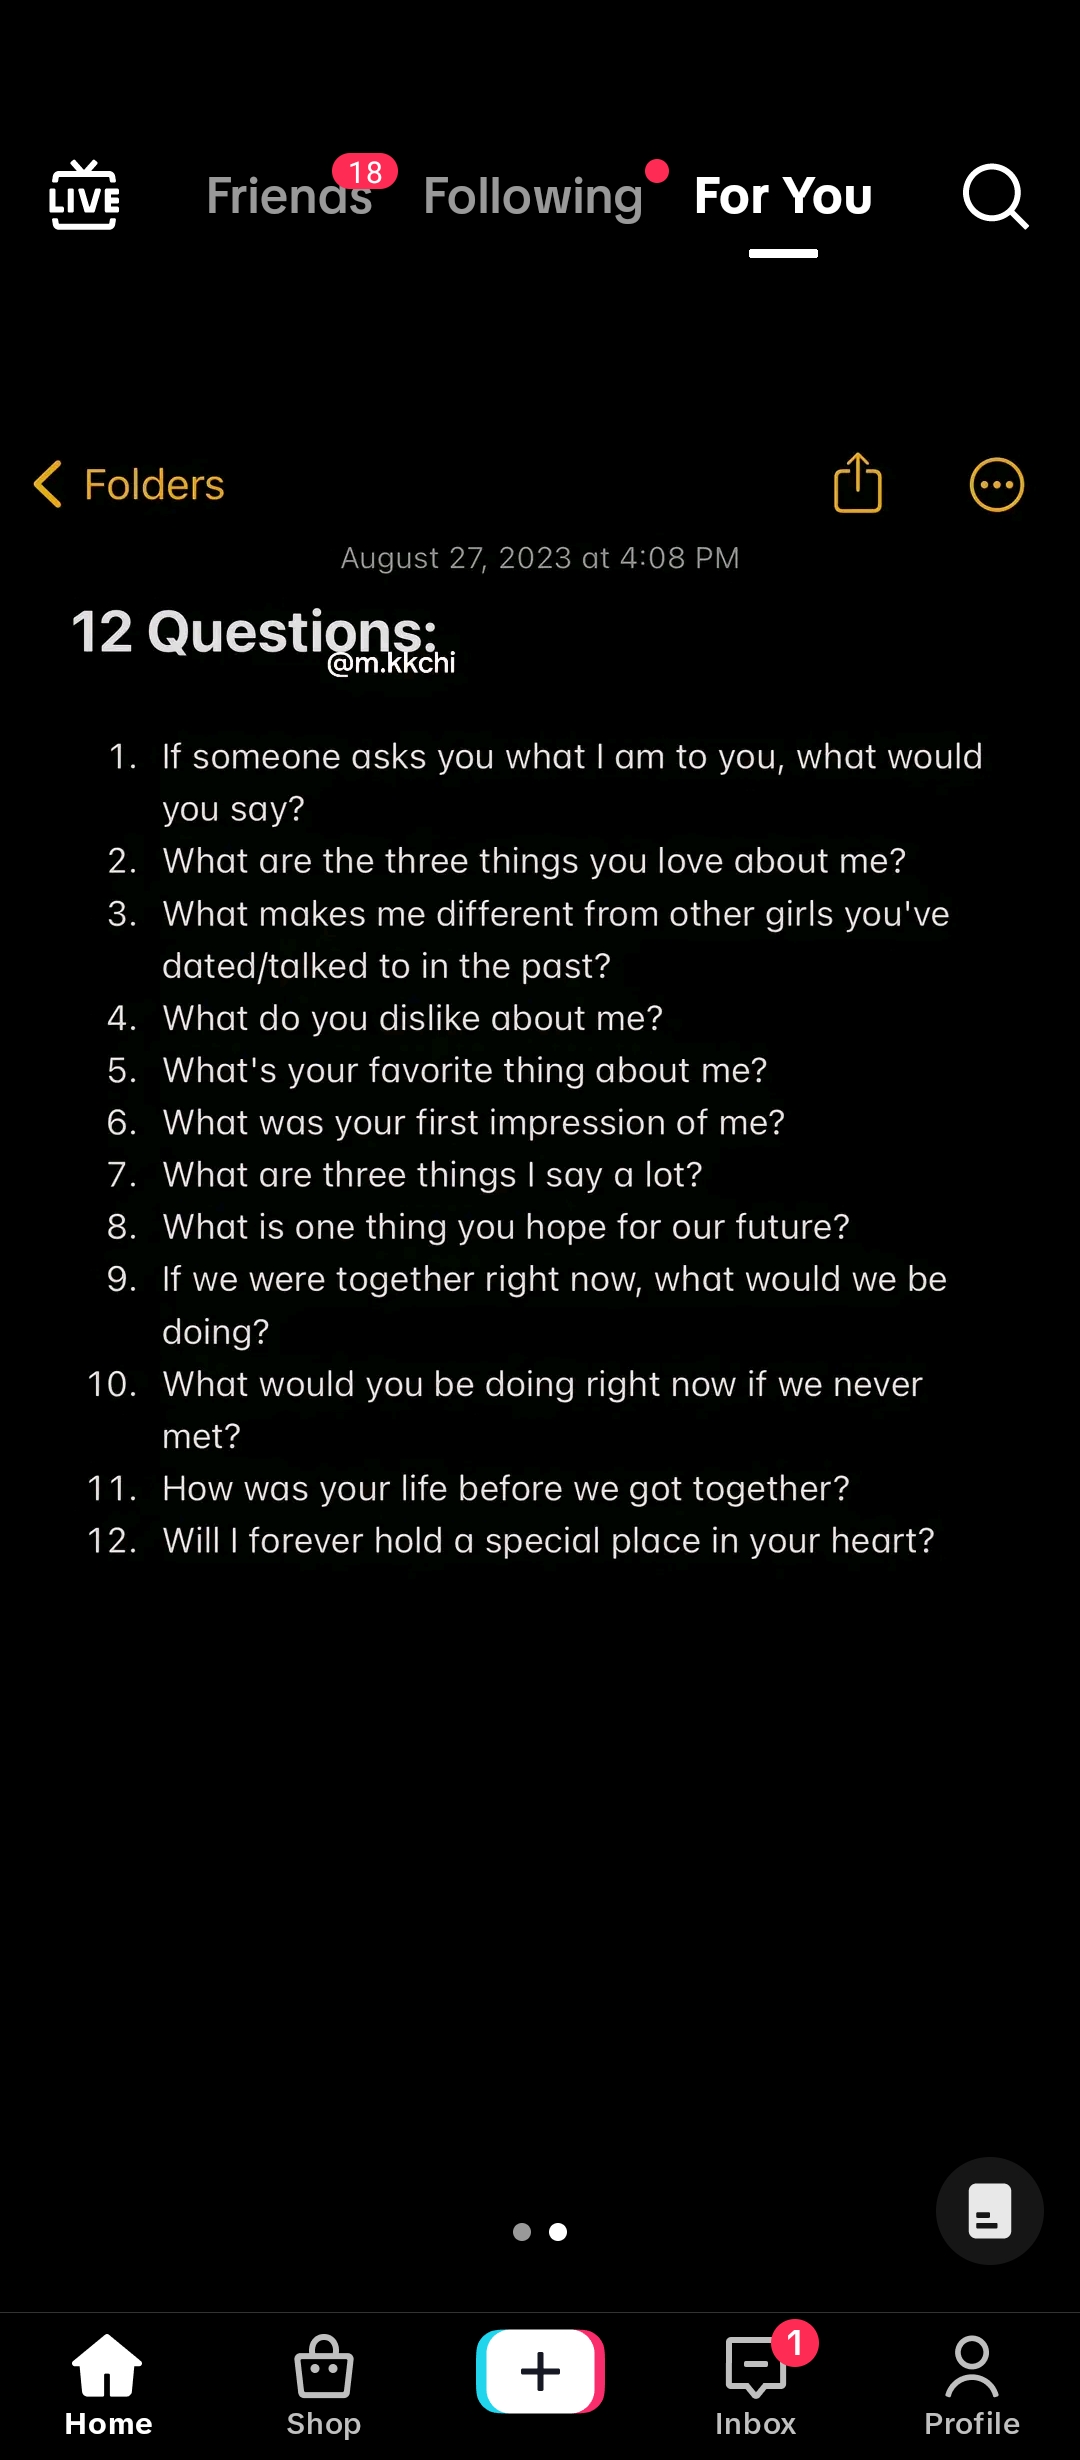 LIVE
Friends
18
Following
For You
Folders
August 27, 2023 at 4:08 PM
12 Questions:
@m.kkchi
1. If someone asks you what I am to you, what would
you say?
2. What are the three things you love about me?
3. What makes me different from other girls you've
dated/talked to in the past?
4. What do you dislike about me?
5. What's your favorite thing about me?
6. What was your first impression of me?
7. What are three things I say a lot?
8. What is one thing you hope for our future?
9. If we were together right now, what would we be
doing?
10. What would you be doing right now if we never
met?
11. How was your life before we got together?
12. Will I forever hold a special place in your heart?
1
Home
Shop
Inbox
Profile